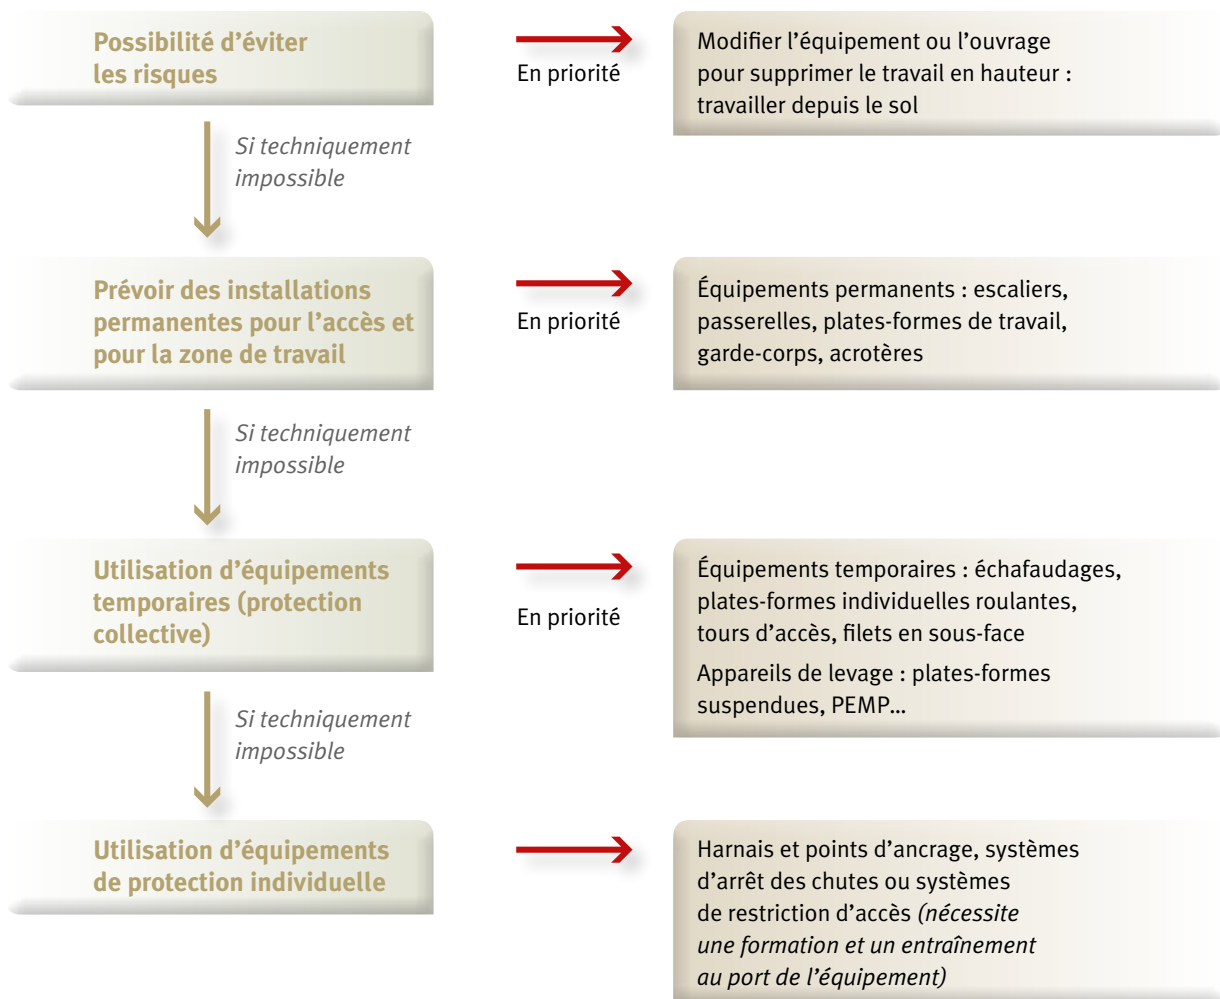 Possibilité d’éviter
les risques
En priorité
Modifier l’équipement ou l’ouvrage
pour supprimer le travail en hauteur :
travailler depuis le sol
Si techniquement
impossible
Prévoir des installations
permanentes pour l’accès et
pour la zone de travail
En priorité
Équipements permanents : escaliers,
passerelles, plates-formes de travail,
garde-corps, acrotères
Si techniquement
impossible
Utilisation d’équipements
temporaires (protection
collective)
En priorité
Équipements temporaires : échafaudages,
plates-formes individuelles roulantes,
tours d’accès, filets en sous-face
Appareils de levage : plates-formes
suspendues, PEMP…
Si techniquement
impossible
Utilisation d’équipements
de protection individuelle
Harnais et points d’ancrage, systèmes
d’arrêt des chutes ou systèmes
de restriction d’accès (nécessite
une formation et un entraînement
au port de l’équipement)